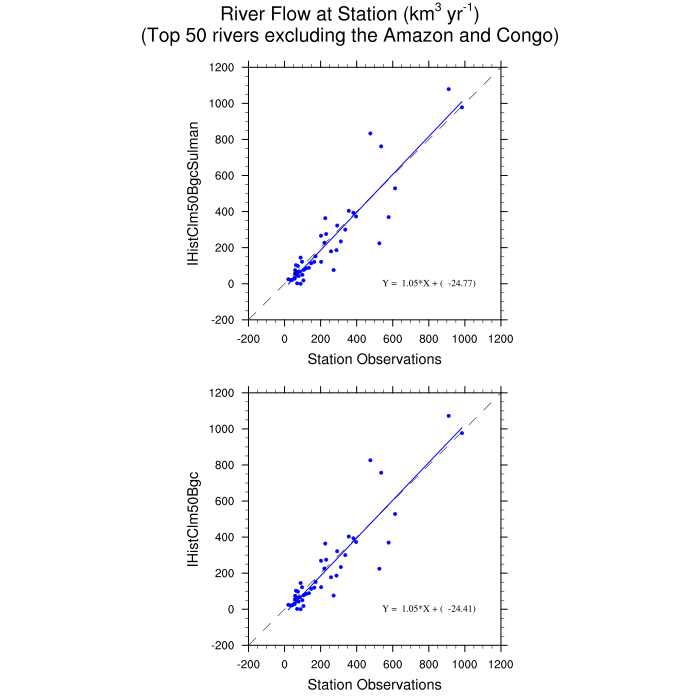 River Flow at Station (km3 yr-1)
(Top 50 rivers excluding the Amazon and Congo)
1200
1000
800
600
400
200
0
-200
IHistClm50BgcSulman
Y = 1.05*X + ( -24.77)
-200 0 200 400 600 800 1000 1200
Station Observations
1200
1000
800
600
400
200
0
-200
IHistClm50Bgc
Y = 1.05*X + ( -24.41)
-200 0 200 400 600 800 1000 1200
Station Observations